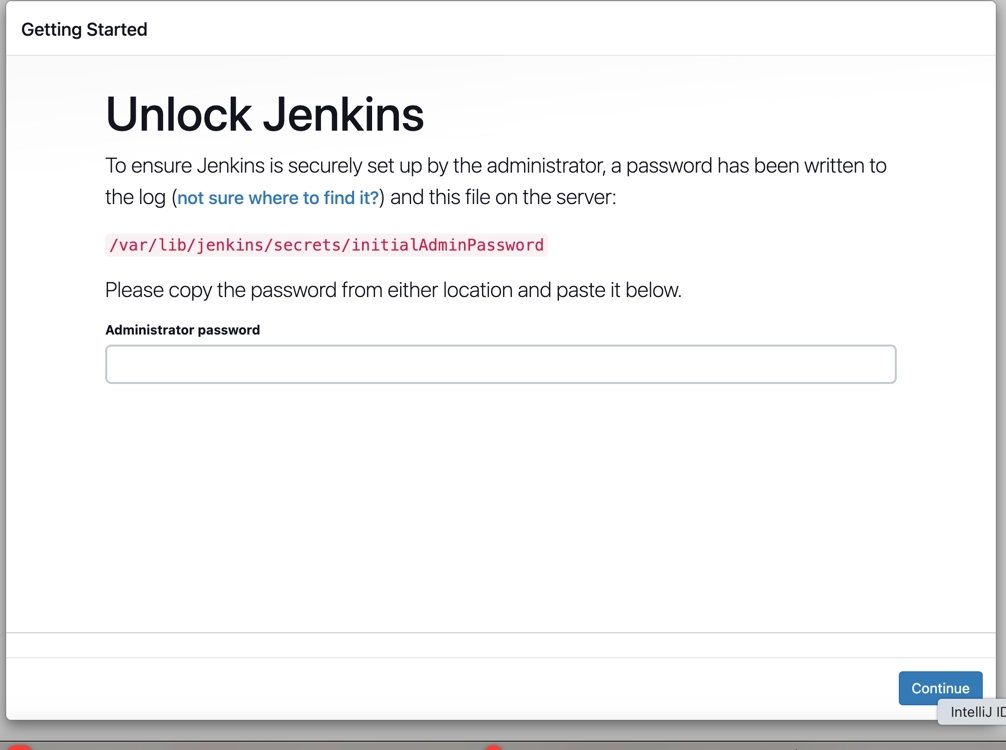 Getting Started
Unlock Jenkins
To ensure Jenkins is securely set up by the administrator, a password has been written to
the log (not sure where to find it?) and this file on the server:
/var/lib/jenkins/secrets/initialAdminPassword
Please copy the password from either location and paste it below.
Administrator password
Continue
IntelliJ ID